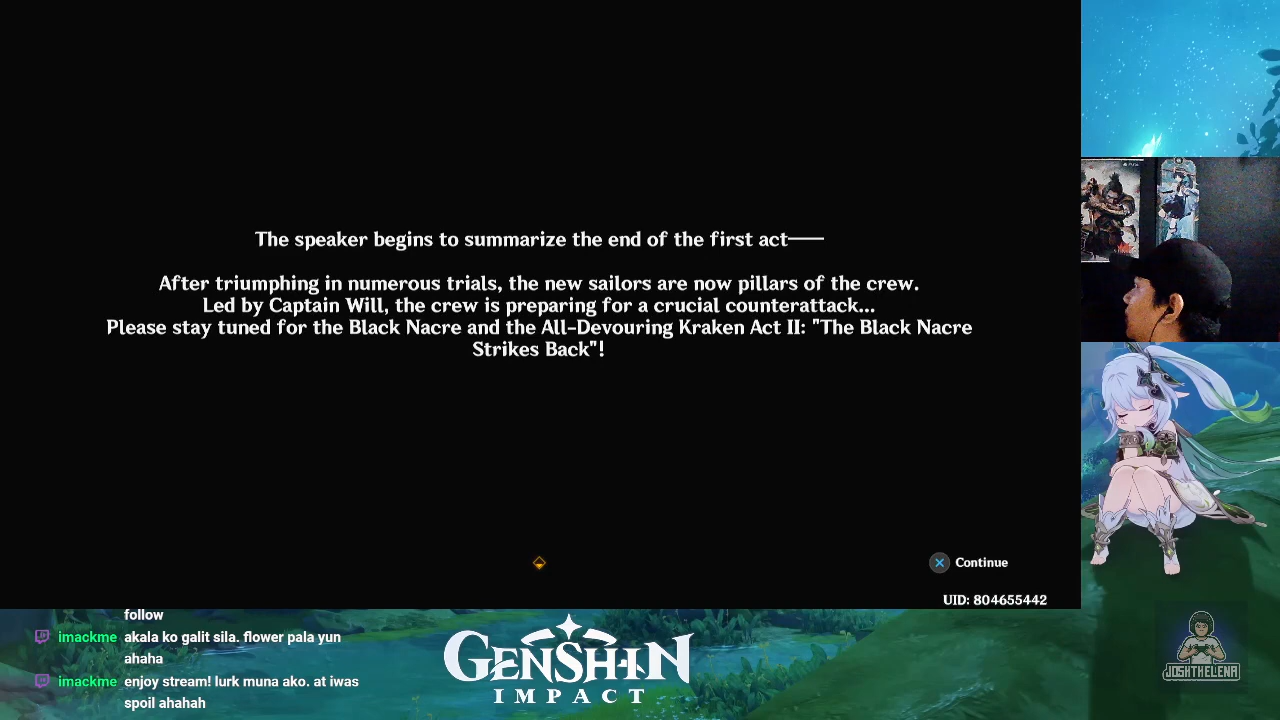 The speaker begins to summarize the end of the first act——
After triumphing in numerous trials, the new sailors are now pillars of the crew.
Led by Captain Will, the crew is preparing for a crucial counterattack...
Please stay tuned for the Black Nacre and the All-Devouring Kraken Act II: "The Black Nacre
Strikes Back"!
Continue
UID: 804655442
follow
imackme akala ko galit sila. flower pala yun
ahaha
imackme enjoy stream! lurk muna ako. at iwas
spoil ahahah
GENSHIN
IMPACT
JOSHTHELENA